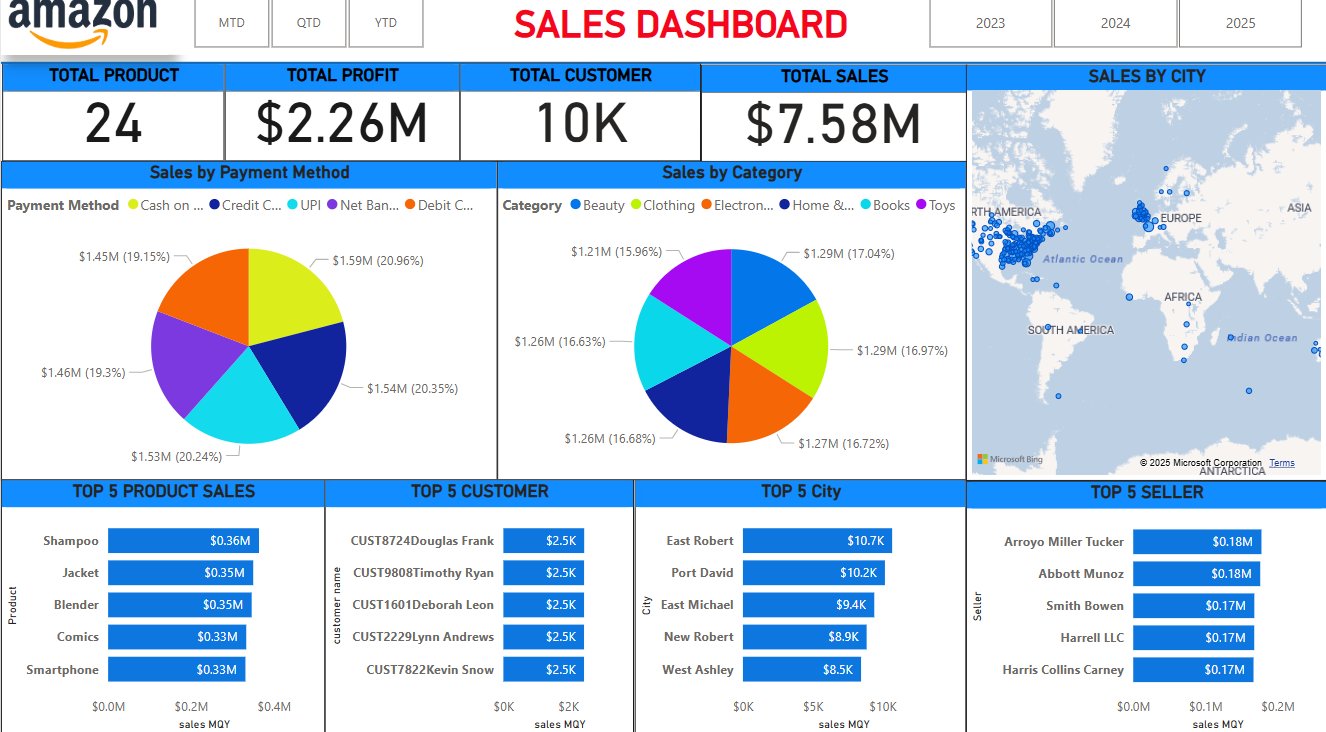 amazon
MTD QTD YTD
SALES DASHBOARD
2023 2024 2025
TOTAL PRODUCT
24
TOTAL PROFIT
$2.26M
TOTAL CUSTOMER
10K
TOTAL SALES
$7.58M
SALES BY CITY
RTH AMERICA
EUROPE
ASIA
Atlantic Ocean
AFRICA
SOUTH AMERICA
Indian Ocean
Microsoft Bing
© 2025 Microsoft Corporation Terms
ANTARCTICA
Sales by Payment Method
Payment Method Cash on ... Credit C... UPI Net Ban... Debit C...
$1.45M (19.15%)
$1.59M (20.96%)
$1.46M (19.3%)
$1.54M (20.35%)
$1.53M (20.24%)
Sales by Category
Category Beauty Clothing Electron... Home &... Books Toys
$1.21M (15.96%)
$1.29M (17.04%)
$1.26M (16.63%)
$1.29M (16.97%)
$1.26M (16.68%)
$1.27M (16.72%)
TOP 5 PRODUCT SALES
Product
Shampoo $0.36M
Jacket $0.35M
Blender $0.35M
Comics $0.33M
Smartphone $0.33M
$0.0M $0.2M $0.4M
sales MQY
TOP 5 CUSTOMER
customer name
CUST8724Douglas Frank $2.5K
CUST9808Timothy Ryan $2.5K
CUST1601Deborah Leon $2.5K
CUST2229Lynn Andrews $2.5K
CUST7822Kevin Snow $2.5K
$0K $2K
sales MQY
TOP 5 City
City
East Robert $10.7K
Port David $10.2K
East Michael $9.4K
New Robert $8.9K
West Ashley $8.5K
$0K $5K $10K
sales MQY
TOP 5 SELLER
Seller
Arroyo Miller Tucker $0.18M
Abbott Munoz $0.18M
Smith Bowen $0.17M
Harrell LLC $0.17M
Harris Collins Carney $0.17M
$0.0M $0.1M $0.2M
sales MQY